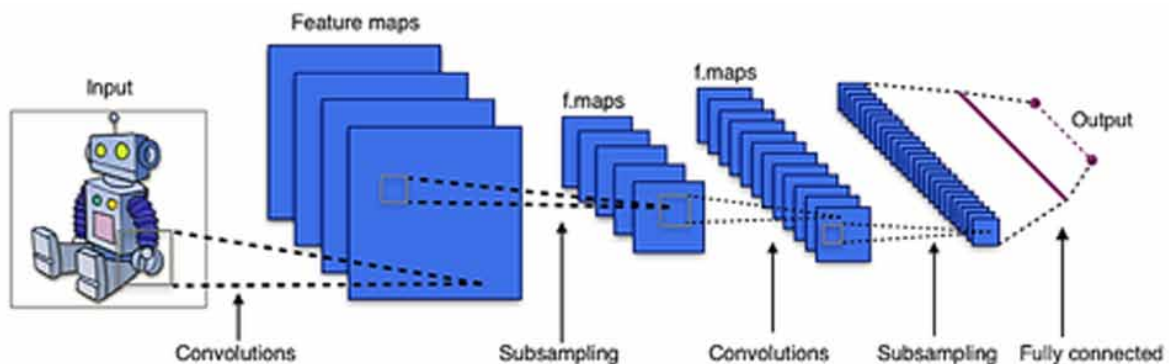 Feature maps
Input
f.maps
f.maps
Output
Convolutions
Subsampling
Convolutions
Subsampling
Fully connected